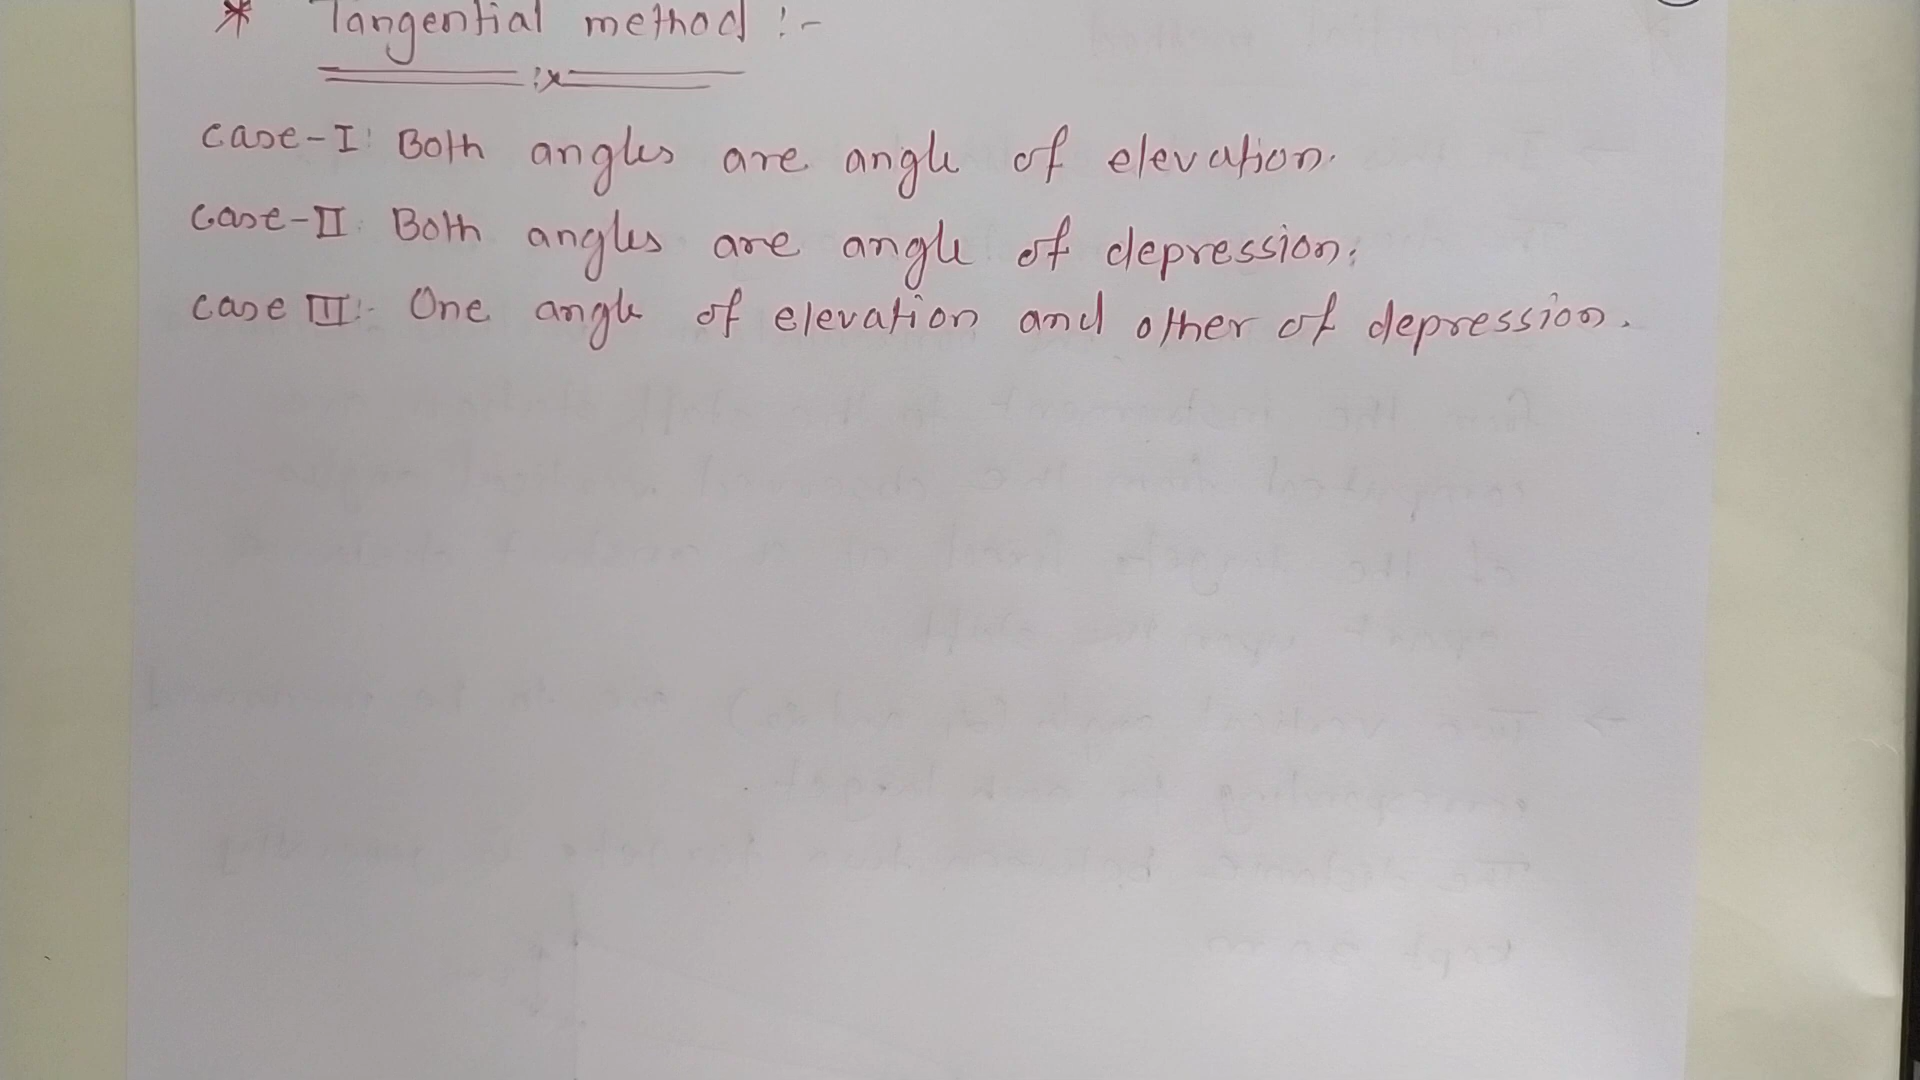 * Tangential method :-
Case-I: Both angles are angle of elevation.
Case-II: Both angles are angle of depression.
Case III:- One angle of elevation and other of depression.